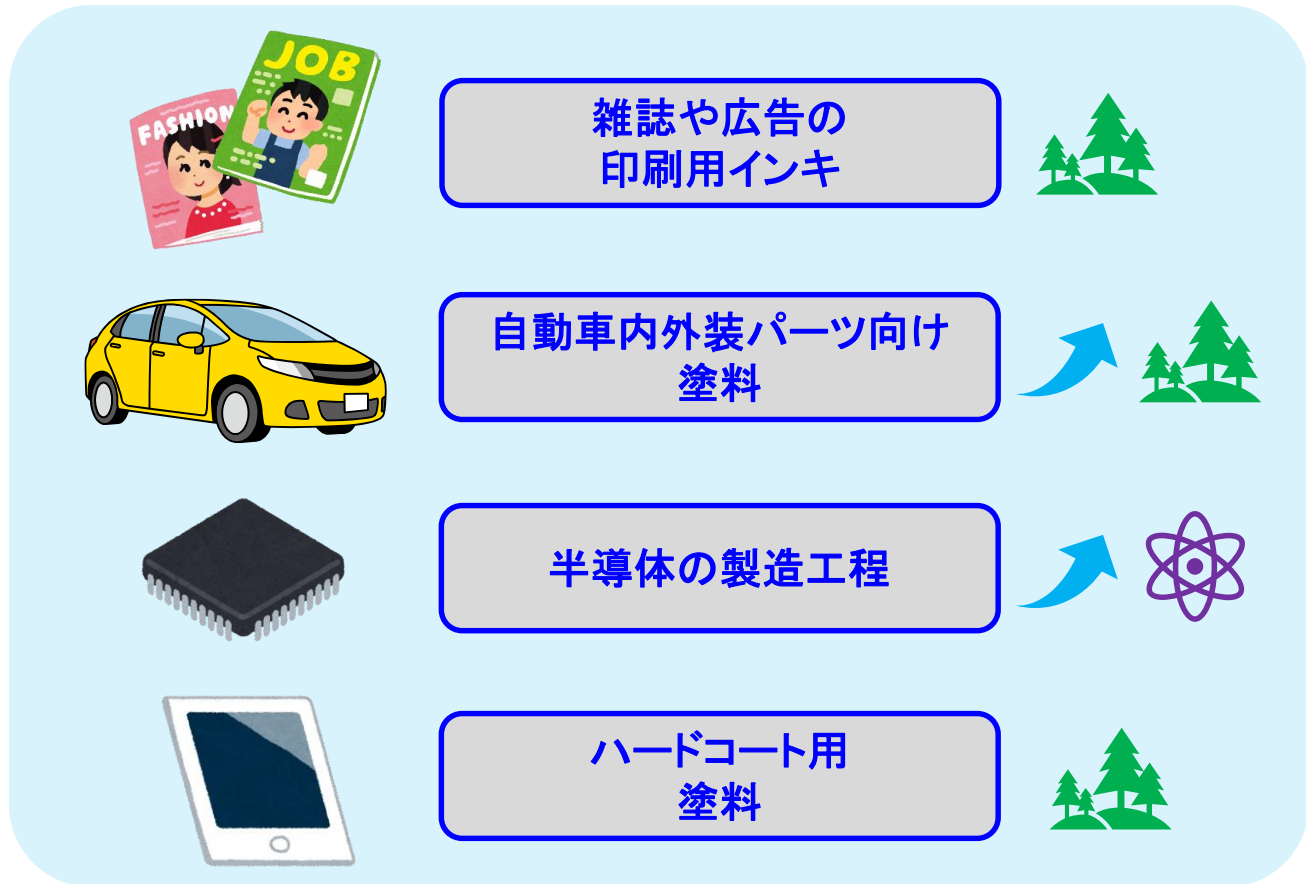 JOB
FASHION
雑誌や広告の
印刷用インキ
自動車内外装パーツ向け
塗料
半導体の製造工程
ハードコート用
塗料